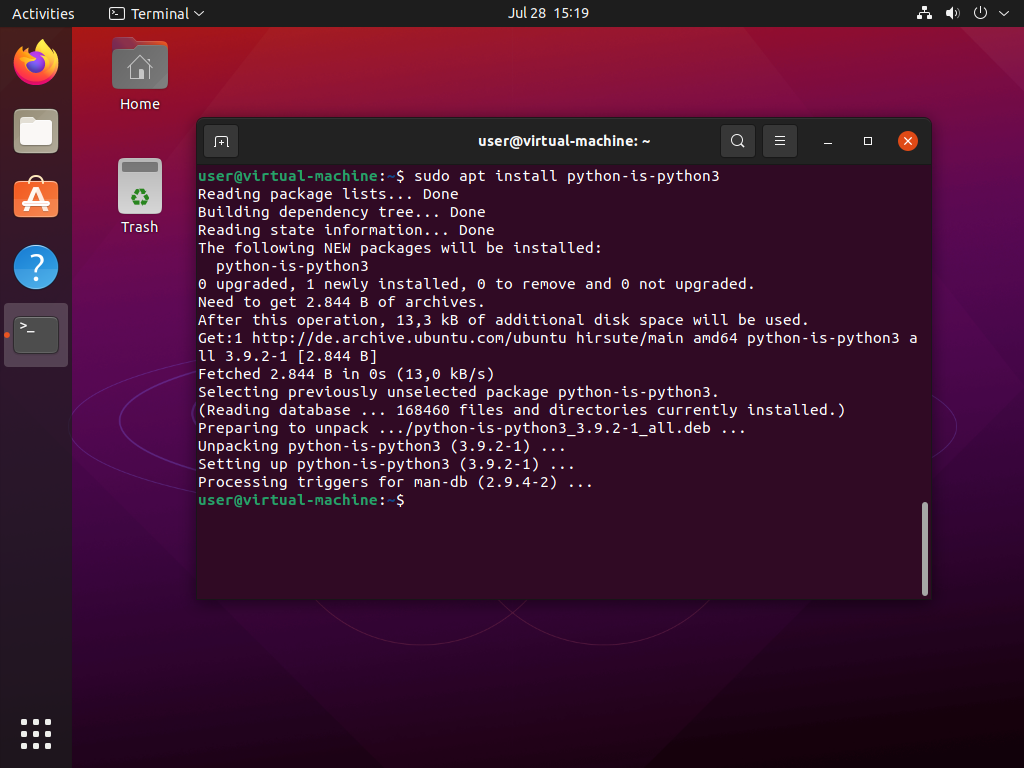 Activities
Terminal
Jul 28 15:19
Home
Trash
user@virtual-machine: ~
user@virtual-machine:~$ sudo apt install python-is-python3
Reading package lists... Done
Building dependency tree... Done
Reading state information... Done
The following NEW packages will be installed:
  python-is-python3
0 upgraded, 1 newly installed, 0 to remove and 0 not upgraded.
Need to get 2.844 B of archives.
After this operation, 13,3 kB of additional disk space will be used.
Get:1 http://de.archive.ubuntu.com/ubuntu hirsute/main amd64 python-is-python3 a
ll 3.9.2-1 [2.844 B]
Fetched 2.844 B in 0s (13,0 kB/s)
Selecting previously unselected package python-is-python3.
(Reading database ... 168460 files and directories currently installed.)
Preparing to unpack .../python-is-python3_3.9.2-1_all.deb ...
Unpacking python-is-python3 (3.9.2-1) ...
Setting up python-is-python3 (3.9.2-1) ...
Processing triggers for man-db (2.9.4-2) ...
user@virtual-machine:~$